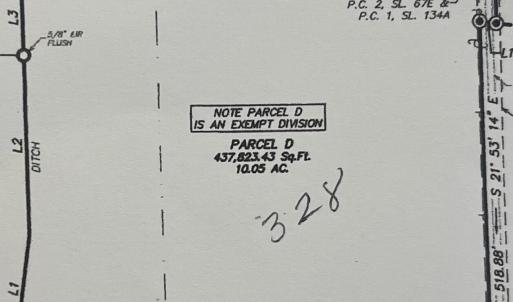 P.C. 2, SL. 67E &
P.C. 1, SL. 134A
L3
5/8" EIR
FLUSH
L1
NOTE PARCEL D
IS AN EXEMPT DIVISION
PARCEL D
437,823.43 Sq.Ft.
10.05 AC.
L2
DITCH
328
518.88' S 21° 53' 14" E
L1